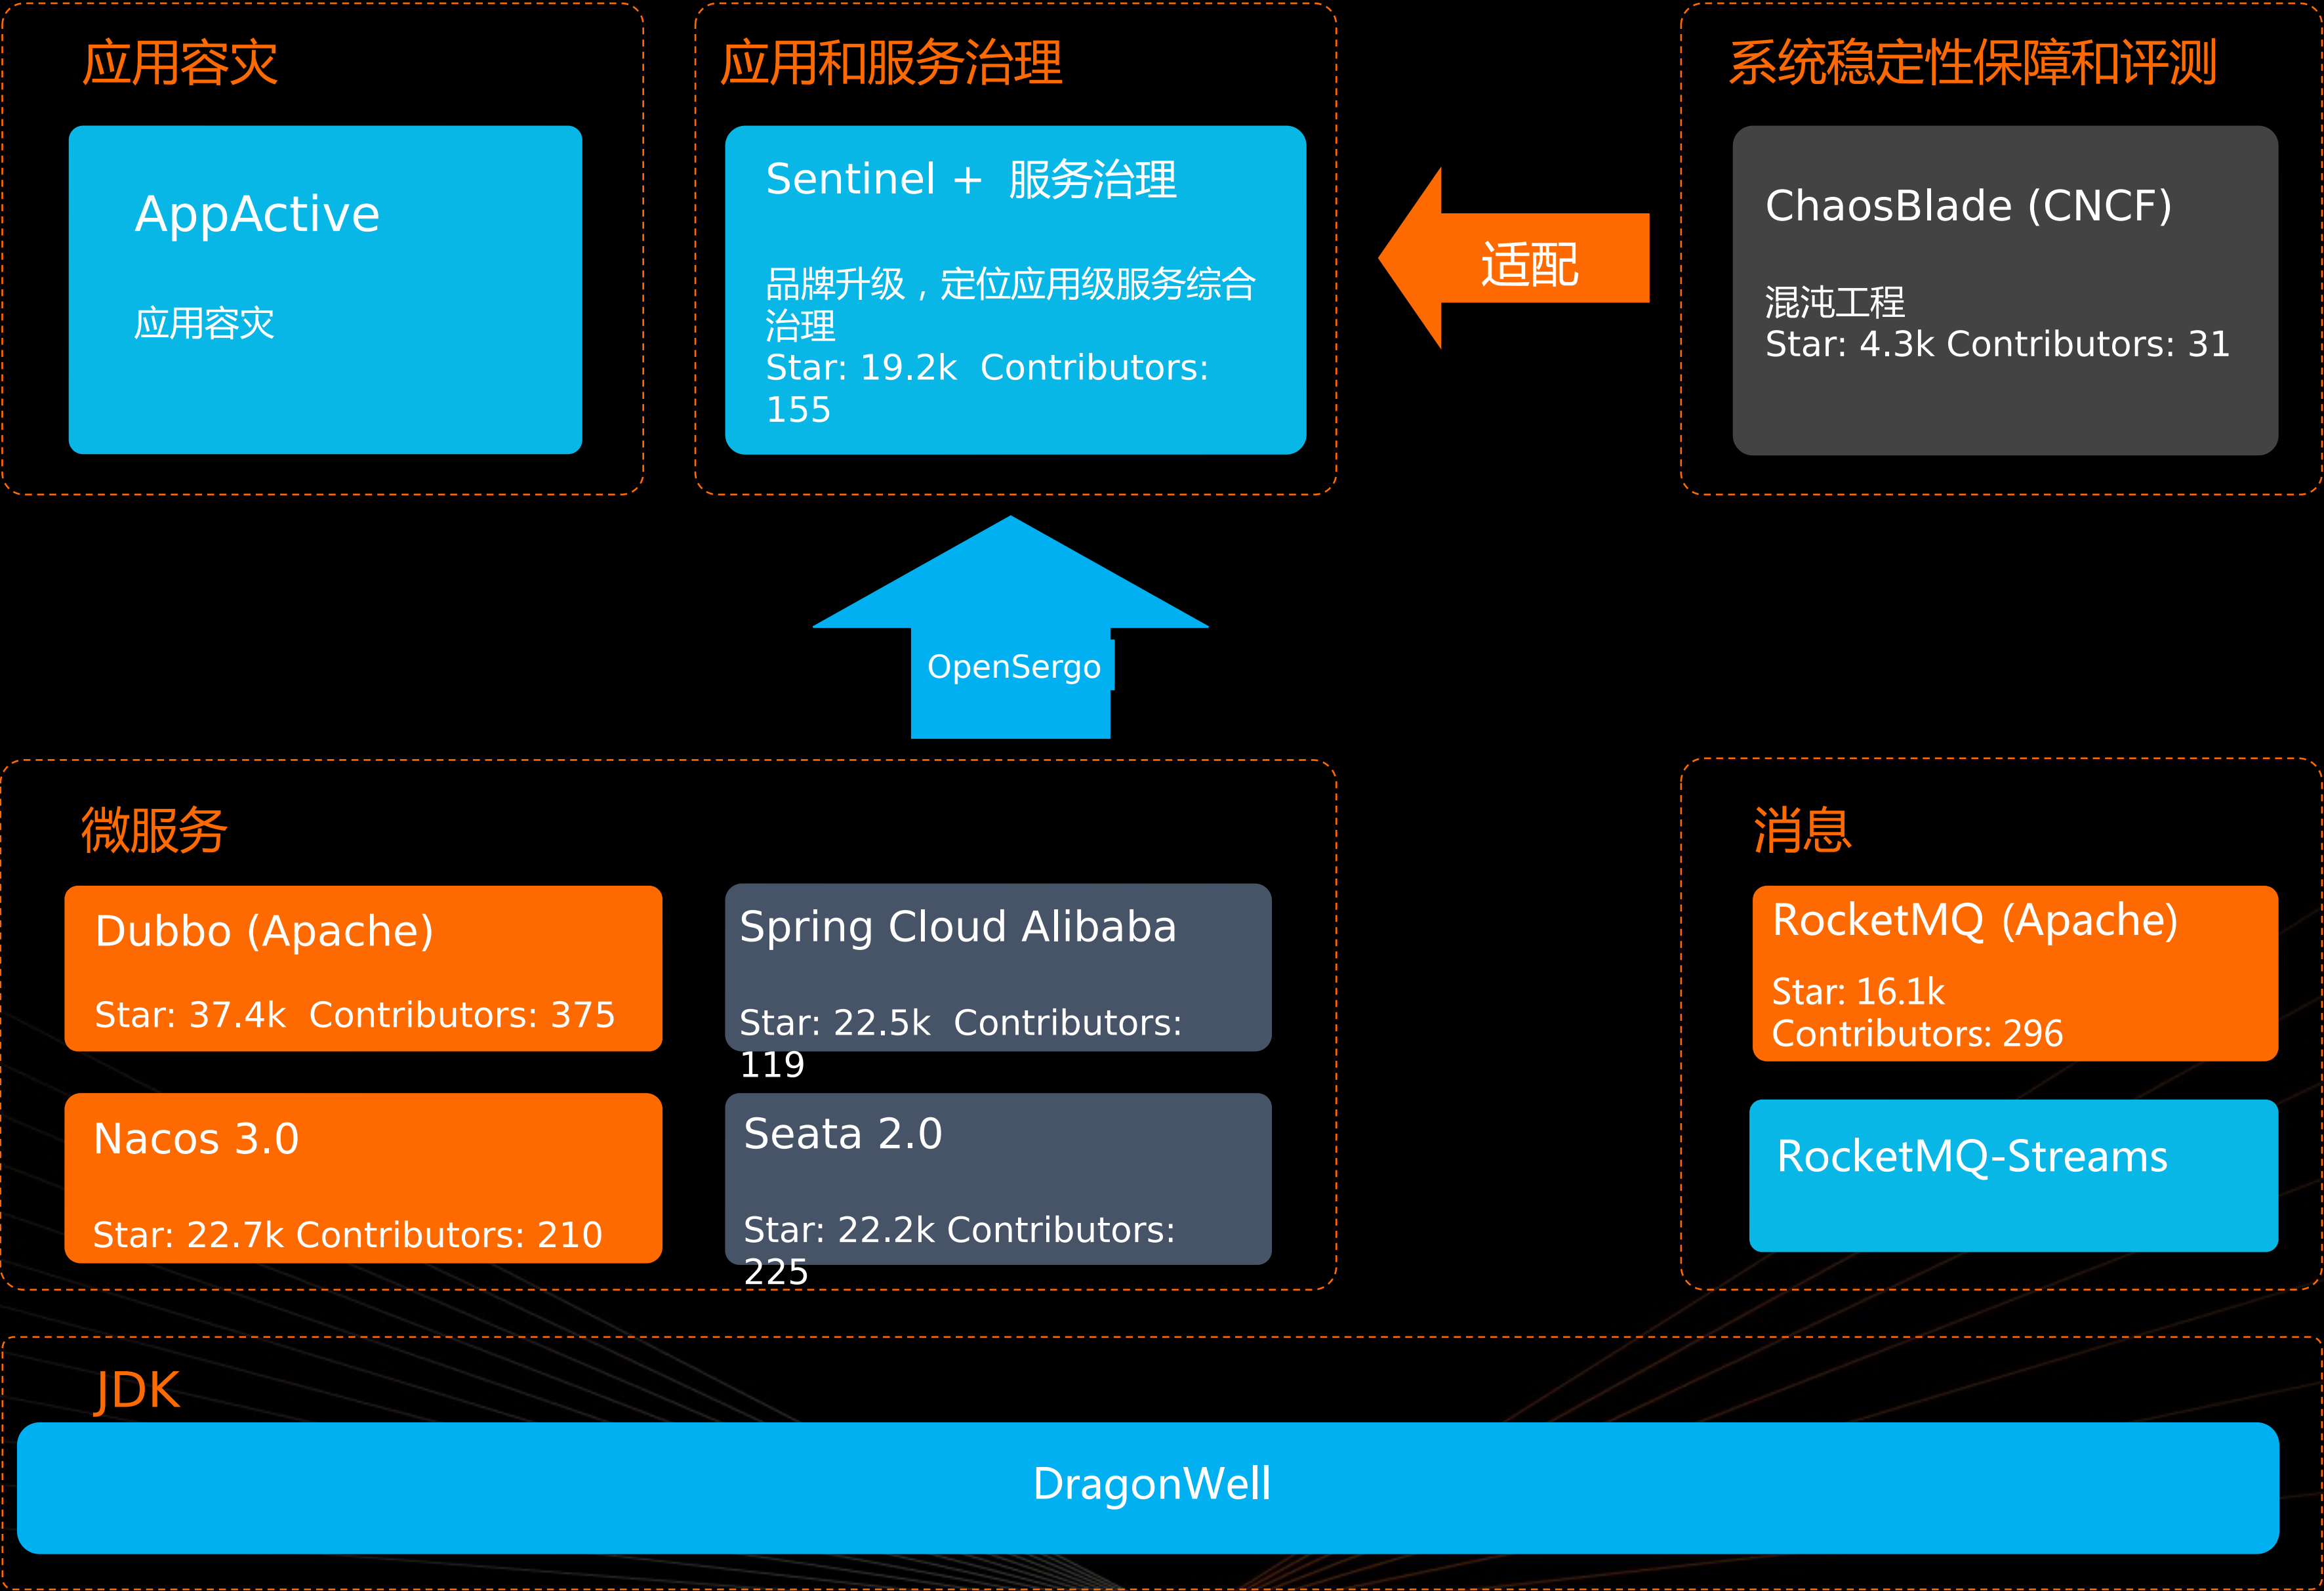 应用容灾
AppActive
应用容灾
应用和服务治理
Sentinel + 服务治理
品牌升级，定位应用级服务综合
治理
Star: 19.2k Contributors:
155
适配
系统稳定性保障和评测
ChaosBlade (CNCF)
混沌工程
Star: 4.3k Contributors: 31
OpenSergo
微服务
Dubbo (Apache)
Star: 37.4k Contributors: 375
Spring Cloud Alibaba
Star: 22.5k Contributors:
119
Nacos 3.0
Star: 22.7k Contributors: 210
Seata 2.0
Star: 22.2k Contributors:
225
消息
RocketMQ (Apache)
Star: 16.1k
Contributors: 296
RocketMQ-Streams
JDK
DragonWell